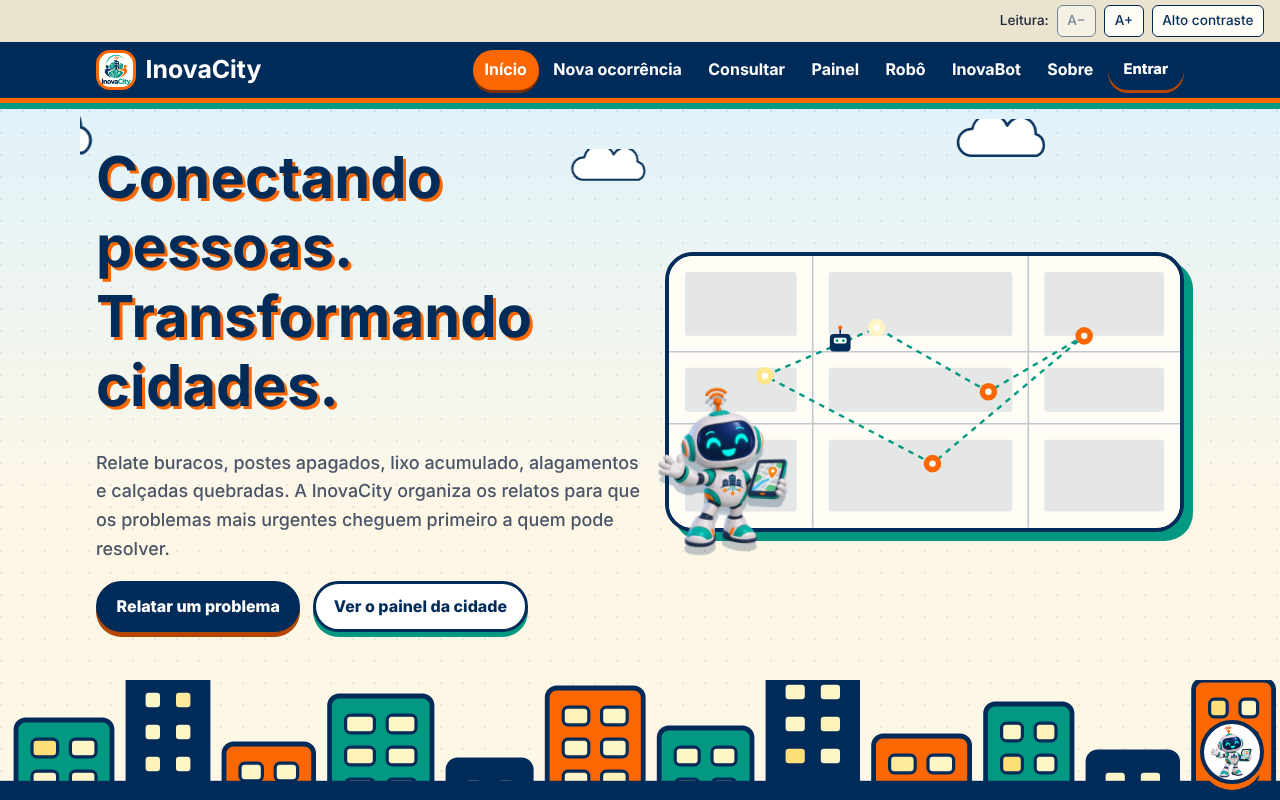 Leitura:
A−
A+
Alto contraste
InovaCity
InovaCity
Início
Nova ocorrência
Consultar
Painel
Robô
InovaBot
Sobre
Entrar
Conectando
pessoas.
Transformando
cidades.
Relate buracos, postes apagados, lixo acumulado, alagamentos
e calçadas quebradas. A InovaCity organiza os relatos para que
os problemas mais urgentes cheguem primeiro a quem pode
resolver.
Relatar um problema
Ver o painel da cidade